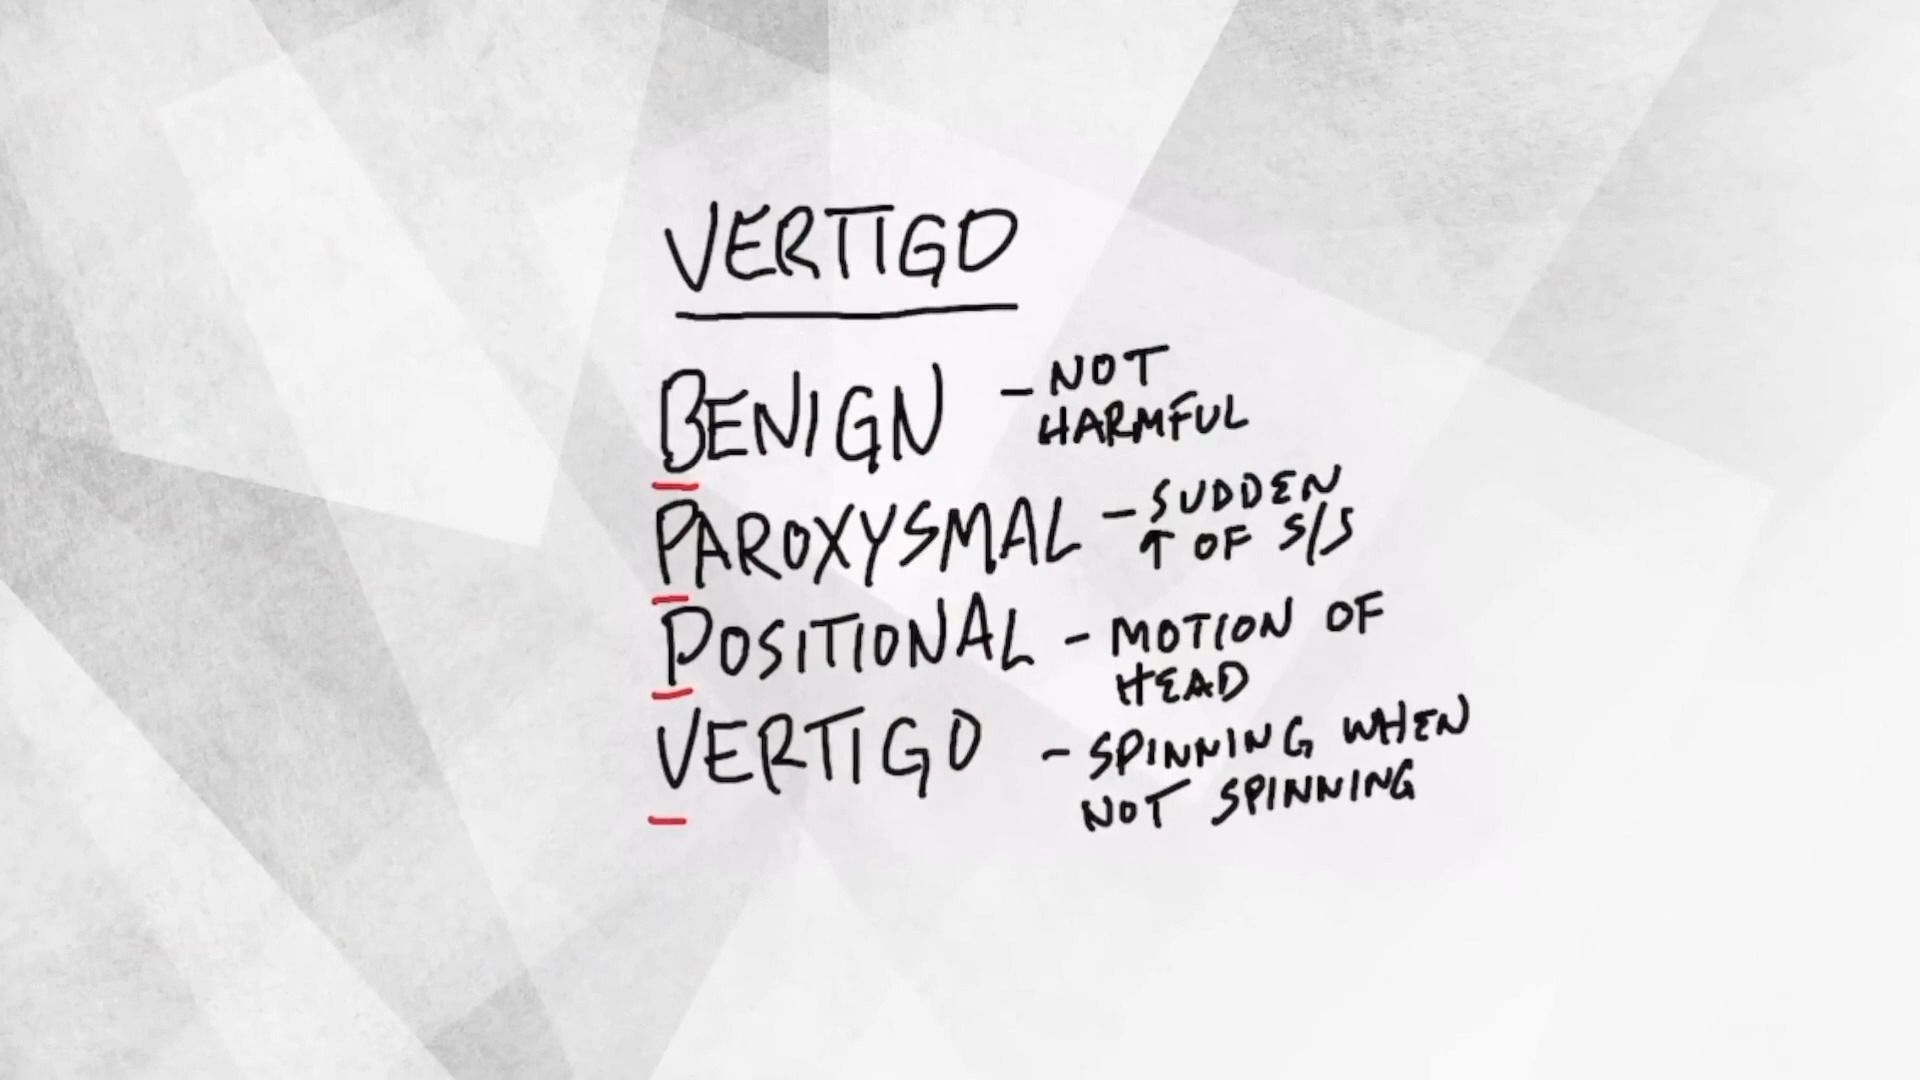 VERTIGO
BENIGN - NOT
HARMFUL
PAROXYSMAL - SUDDEN
↑ OF S/S
POSITIONAL - MOTION OF
HEAD
VERTIGO - SPINNING WHEN
NOT SPINNING